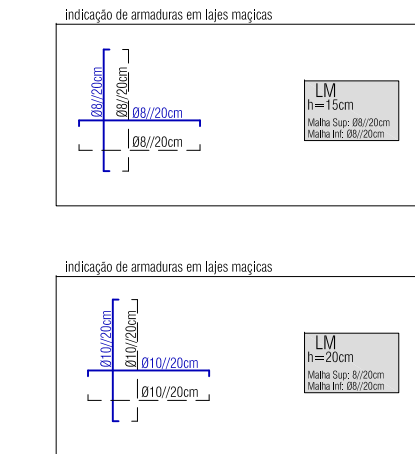 indicação de armaduras em lajes maçicas
Ø8//20cm
Ø8//20cm
Ø8//20cm
Ø8//20cm
LM
h=15cm
Malha Sup: Ø8//20cm
Malha Inf: Ø8//20cm
indicação de armaduras em lajes maçicas
Ø10//20cm
Ø10//20cm
Ø10//20cm
Ø10//20cm
LM
h=20cm
Malha Sup: 8//20cm
Malha Inf: Ø8//20cm